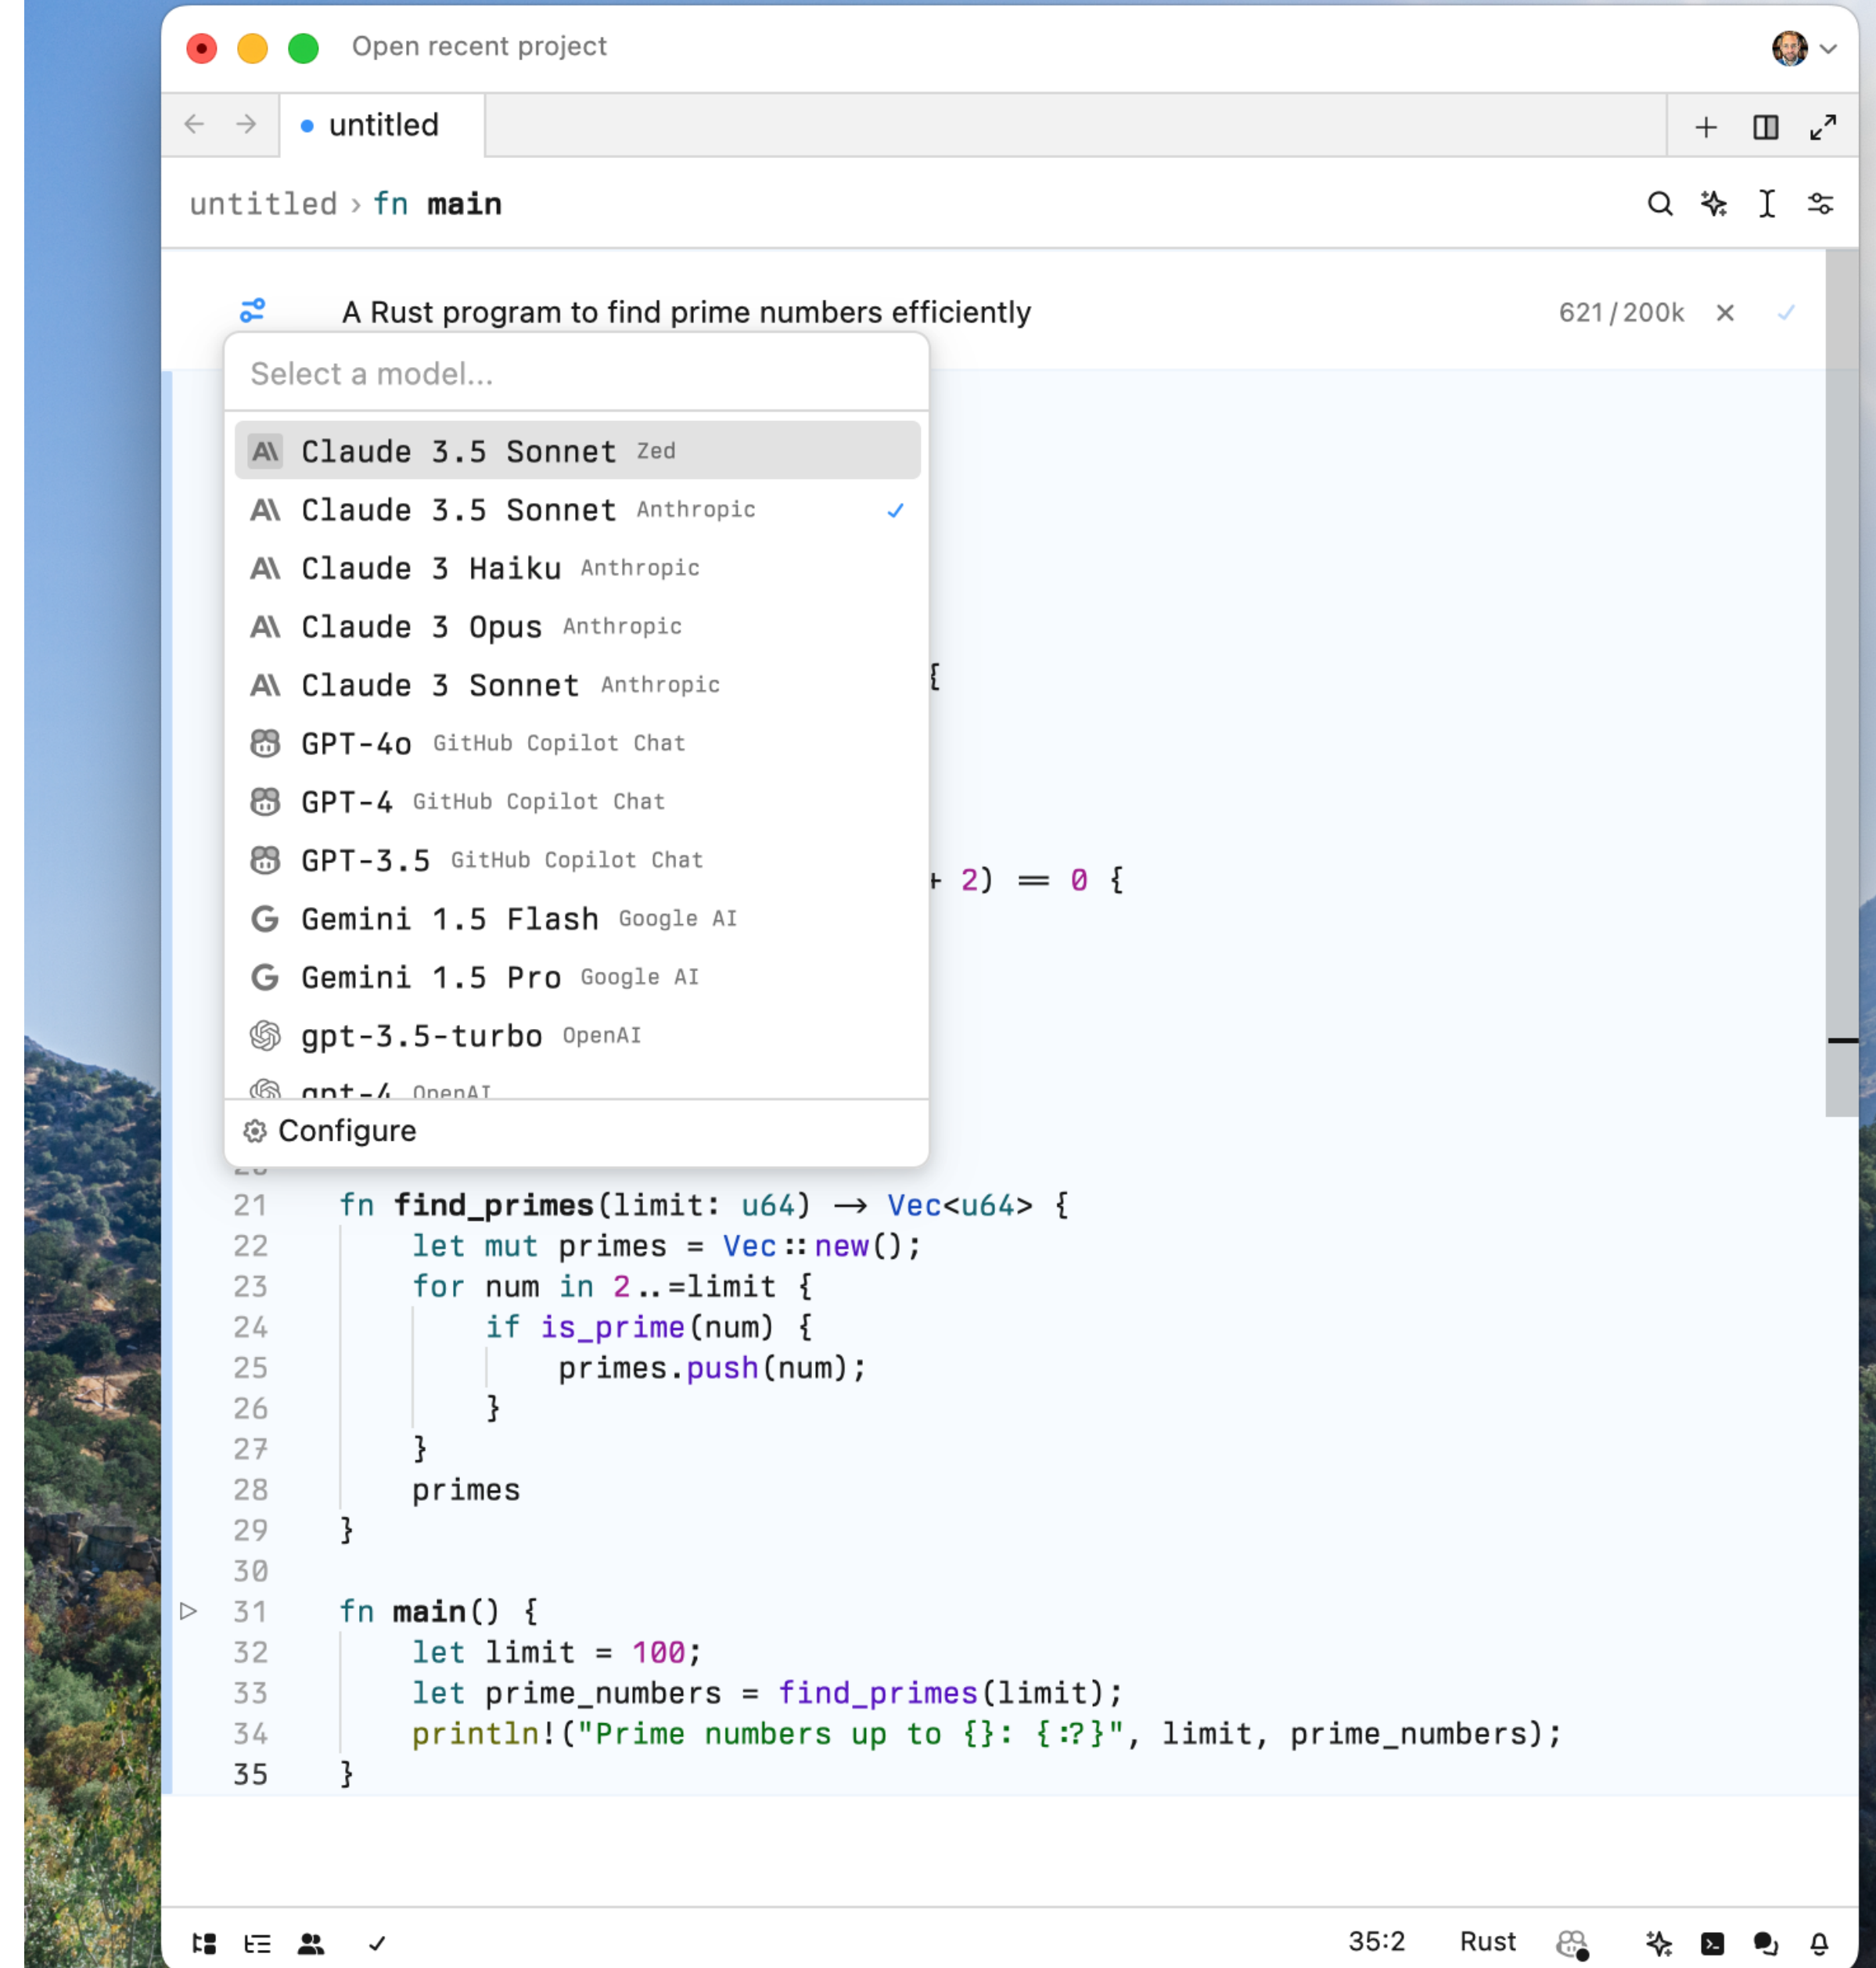 Open recent project
untitled
untitled › fn main
A Rust program to find prime numbers efficiently 621/200k
Select a model...
Claude 3.5 Sonnet Zed
Claude 3.5 Sonnet Anthropic
Claude 3 Haiku Anthropic
Claude 3 Opus Anthropic
Claude 3 Sonnet Anthropic
{
GPT-4o GitHub Copilot Chat
GPT-4 GitHub Copilot Chat
GPT-3.5 GitHub Copilot Chat
+ 2) == 0 {
Gemini 1.5 Flash Google AI
Gemini 1.5 Pro Google AI
gpt-3.5-turbo OpenAI
gpt-4 OpenAI
Configure
21 fn find_primes(limit: u64) -> Vec<u64> {
22 let mut primes = Vec::new();
23 for num in 2..=limit {
24 if is_prime(num) {
25 primes.push(num);
26 }
27 }
28 primes
29 }
30
31 fn main() {
32 let limit = 100;
33 let prime_numbers = find_primes(limit);
34 println!("Prime numbers up to {}: {:?}", limit, prime_numbers);
35 }
35:2 Rust